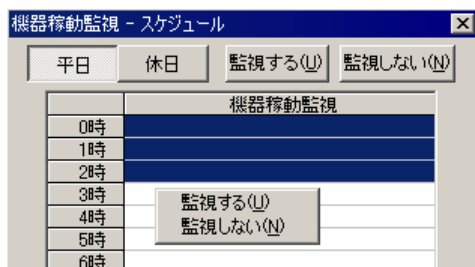 機器稼動監視 - スケジュール
平日 休日 監視する(U) 監視しない(N)
機器稼動監視
0時
1時
2時
3時
4時
5時
6時
監視する(U)
監視しない(N)